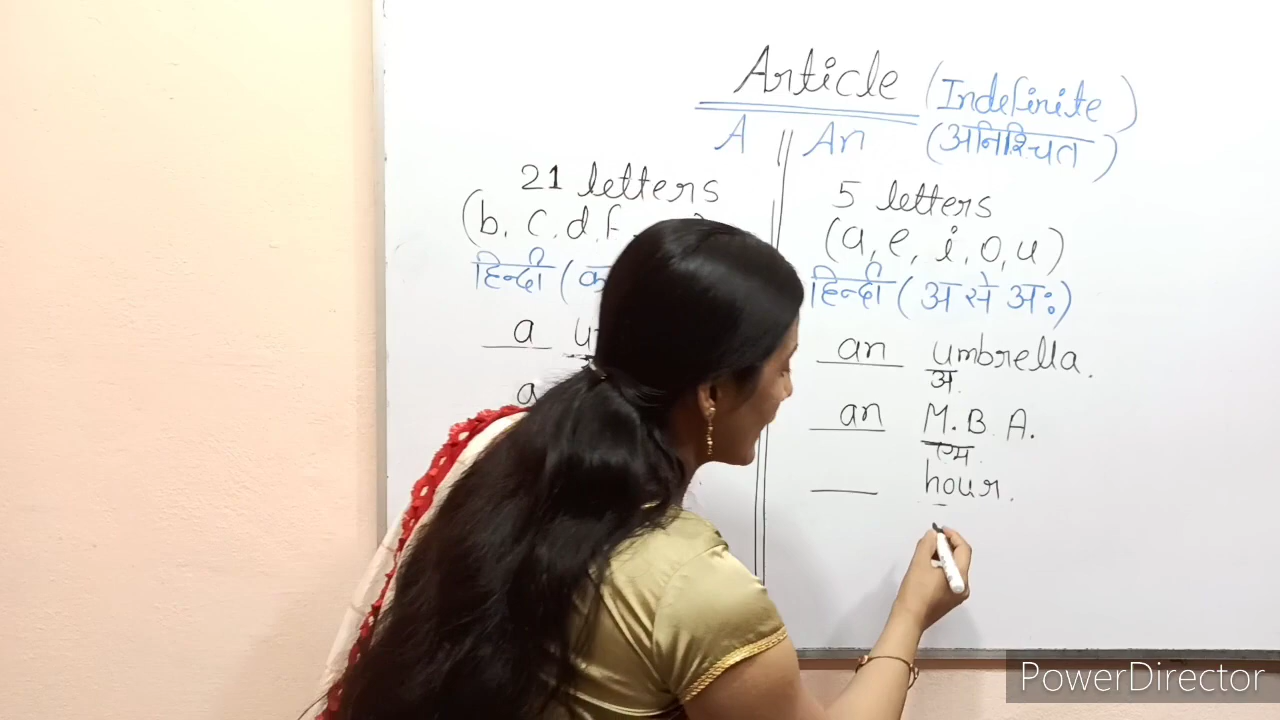 Article (Indefinite)
A An (अनिश्चित)
21 letters
(b, c, d, f
हिन्दी (
a
a
5 letters
(a, e, i, o, u)
हिन्दी (अ से अः)
an umbrella.
अ.
an M. B A.
एम.
hour.
PowerDirector